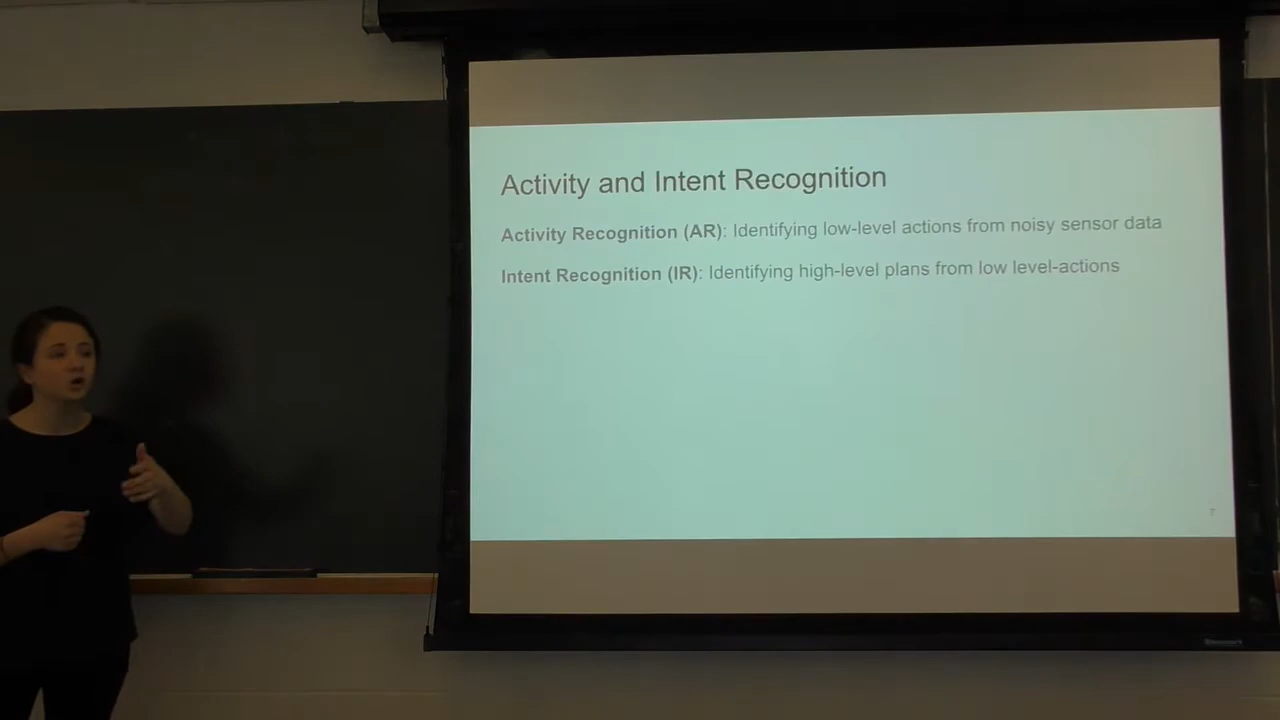 Activity and Intent Recognition
Activity Recognition (AR): Identifying low-level actions from noisy sensor data
Intent Recognition (IR): Identifying high-level plans from low level-actions